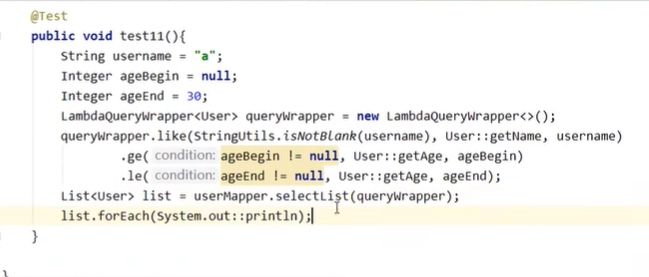 @Test
public void test11(){
String username = "a";
Integer ageBegin = null;
Integer ageEnd = 30;
LambdaQueryWrapper<User> queryWrapper = new LambdaQueryWrapper<>();
queryWrapper.like(StringUtils.isNotBlank(username), User::getName, username)
.ge( condition: ageBegin != null, User::getAge, ageBegin)
.le( condition: ageEnd != null, User::getAge, ageEnd);
List<User> list = userMapper.selectList(queryWrapper);
list.forEach(System.out::println);
}
}